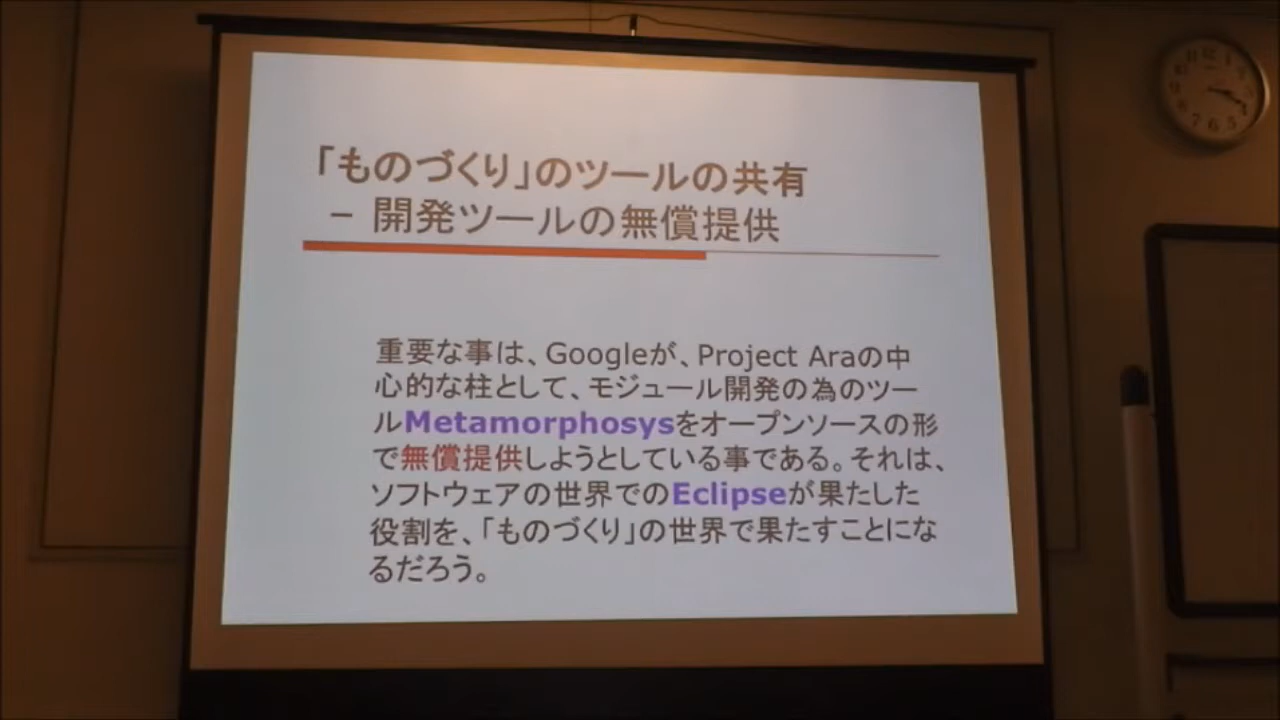 「ものづくり」のツールの共有
− 開発ツールの無償提供
重要な事は、Googleが、Project Araの中
心的な柱として、モジュール開発の為のツー
ルMetamorphosysをオープンソースの形
で無償提供しようとしている事である。それは、
ソフトウェアの世界でのEclipseが果たした
役割を、「ものづくり」の世界で果たすことにな
るだろう。